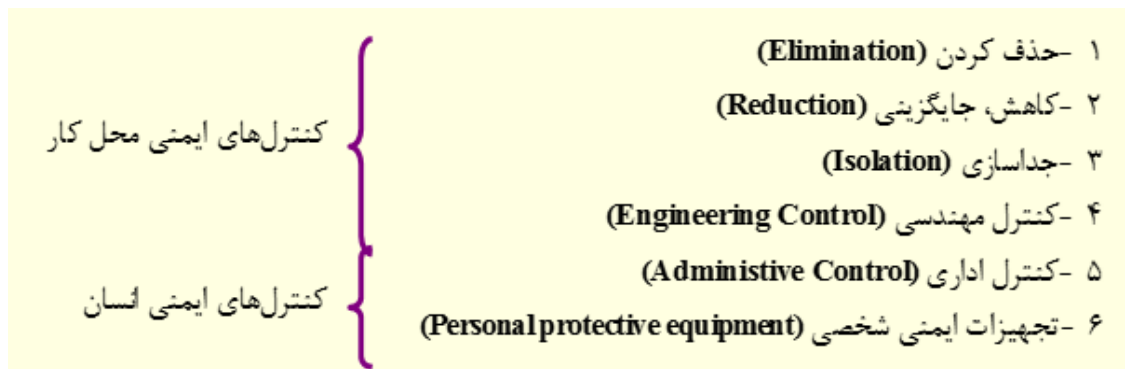 ۱ -حذف کردن (Elimination)
۲ -کاهش، جایگزینی (Reduction)
۳ -جداسازی (Isolation)
۴ -کنترل مهندسی (Engineering Control)
۵ -کنترل اداری (Administive Control)
۶ -تجهیزات ایمنی شخصی (Personal protective equipment)
کنترل‌های ایمنی محل کار
کنترل‌های ایمنی انسان